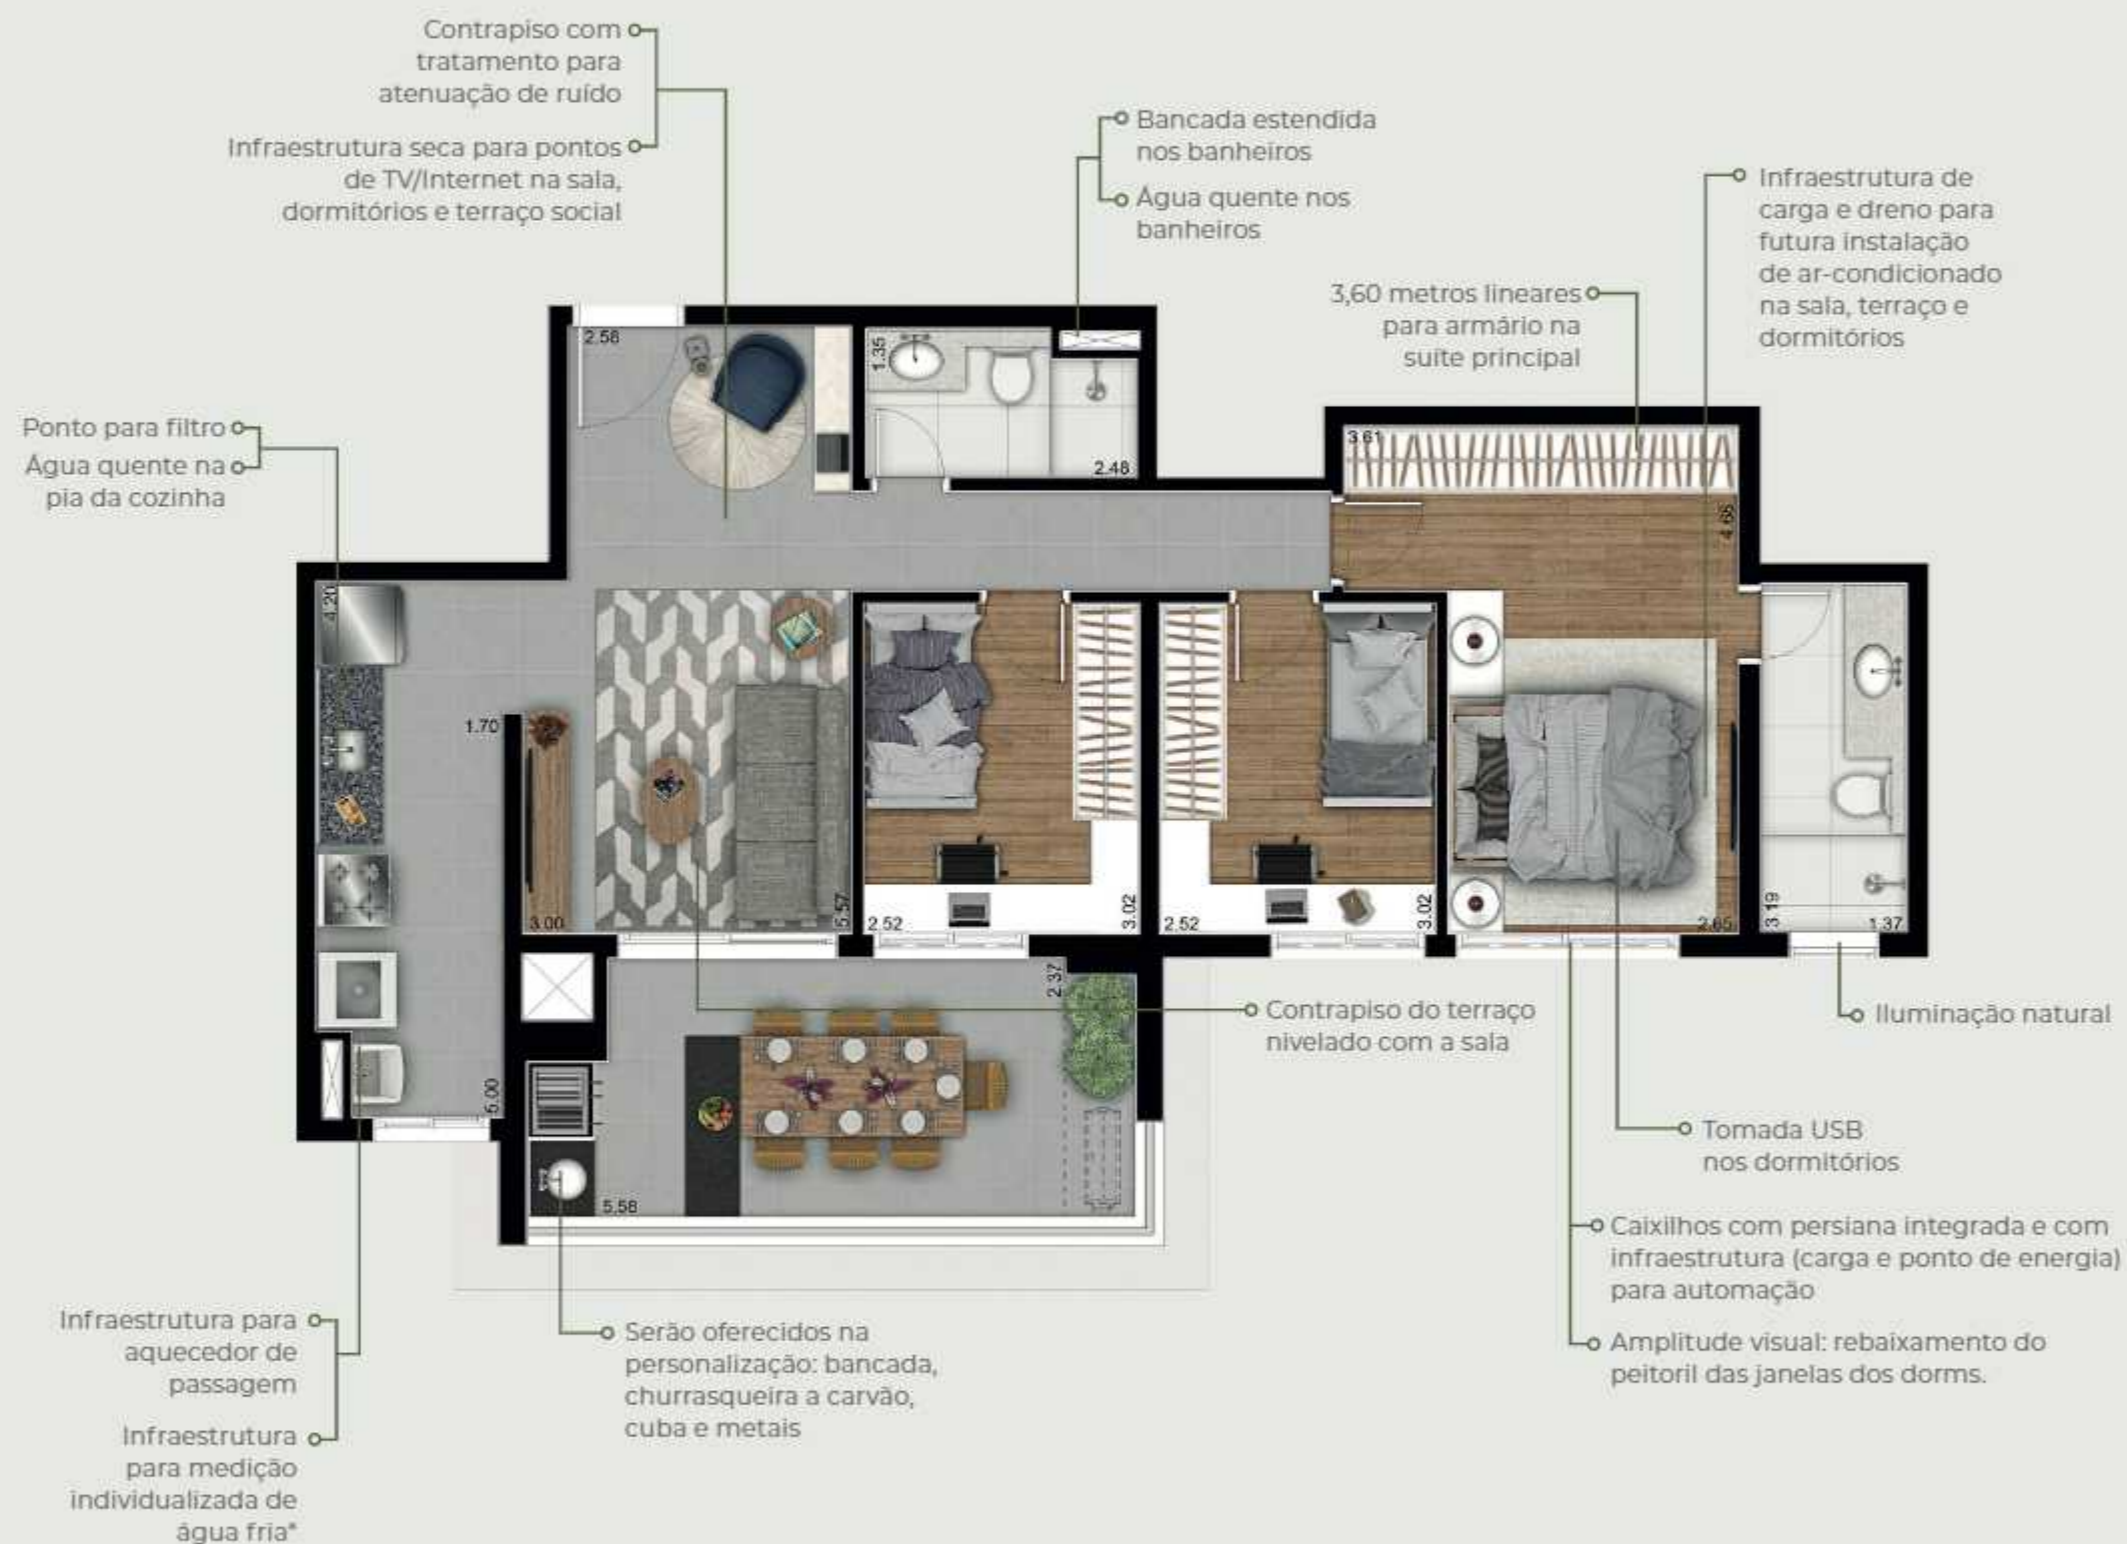 Contrapiso com
tratamento para
atenuação de ruído
Infraestrutura seca para pontos
de TV/Internet na sala,
dormitórios e terraço social
Bancada estendida
nos banheiros
Água quente nos
banheiros
Infraestrutura de
carga e dreno para
futura instalação
de ar-condicionado
na sala, terraço e
dormitórios
3,60 metros lineares
para armário na
suíte principal
Ponto para filtro
Água quente na
pia da cozinha
2.58
1.35
2.48
3.61
4.66
4.20
1.70
3.00
5.57
2.52
3.02
2.52
3.02
2.65
3.19
1.37
2.37
5.00
5.58
Contrapiso do terraço
nivelado com a sala
Iluminação natural
Tomada USB
nos dormitórios
Caixilhos com persiana integrada e com
infraestrutura (carga e ponto de energia)
para automação
Amplitude visual: rebaixamento do
peitoril das janelas dos dorms.
Infraestrutura para
aquecedor de
passagem
Infraestrutura
para medição
individualizada de
água fria*
Serão oferecidos na
personalização: bancada,
churrasqueira a carvão,
cuba e metais